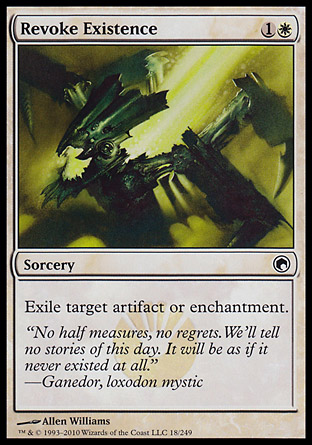 Revoke Existence 1
Sorcery
Exile target artifact or enchantment.
“No half measures, no regrets. We’ll tell
no stories of this day. It will be as if it
never existed at all.”
—Ganedor, loxodon mystic
Allen Williams
™ & © 1993–2010 Wizards of the Coast LLC 18/249